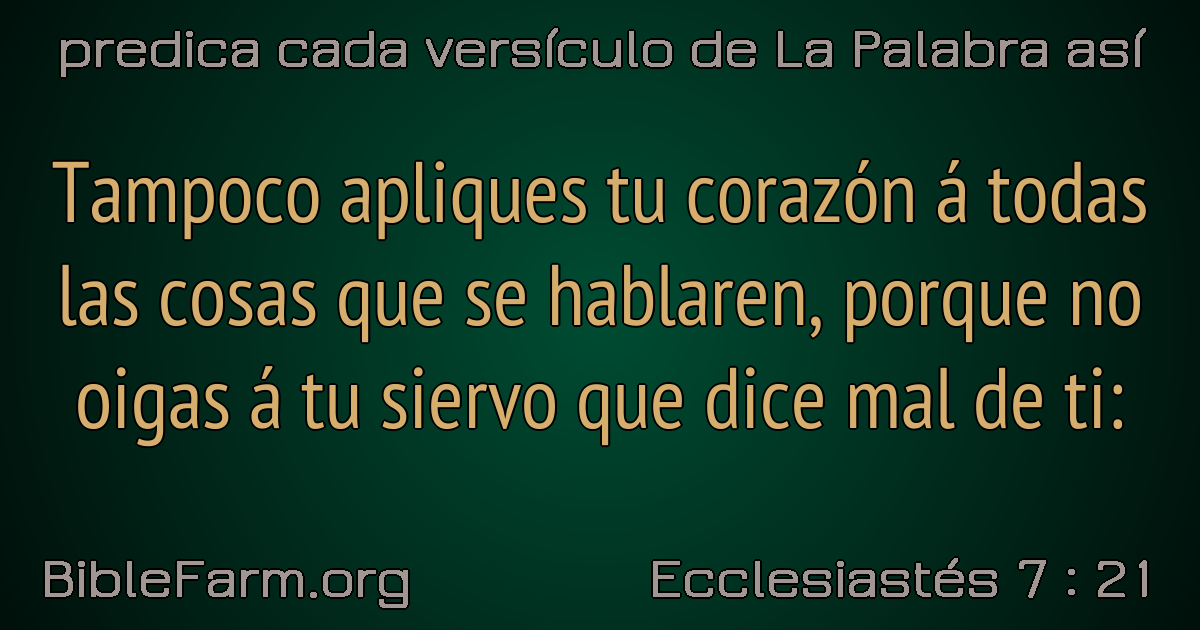 predica cada versículo de La Palabra así
Tampoco apliques tu corazón á todas
las cosas que se hablaren, porque no
oigas á tu siervo que dice mal de ti:
BibleFarm.org
Ecclesiastés 7 : 21